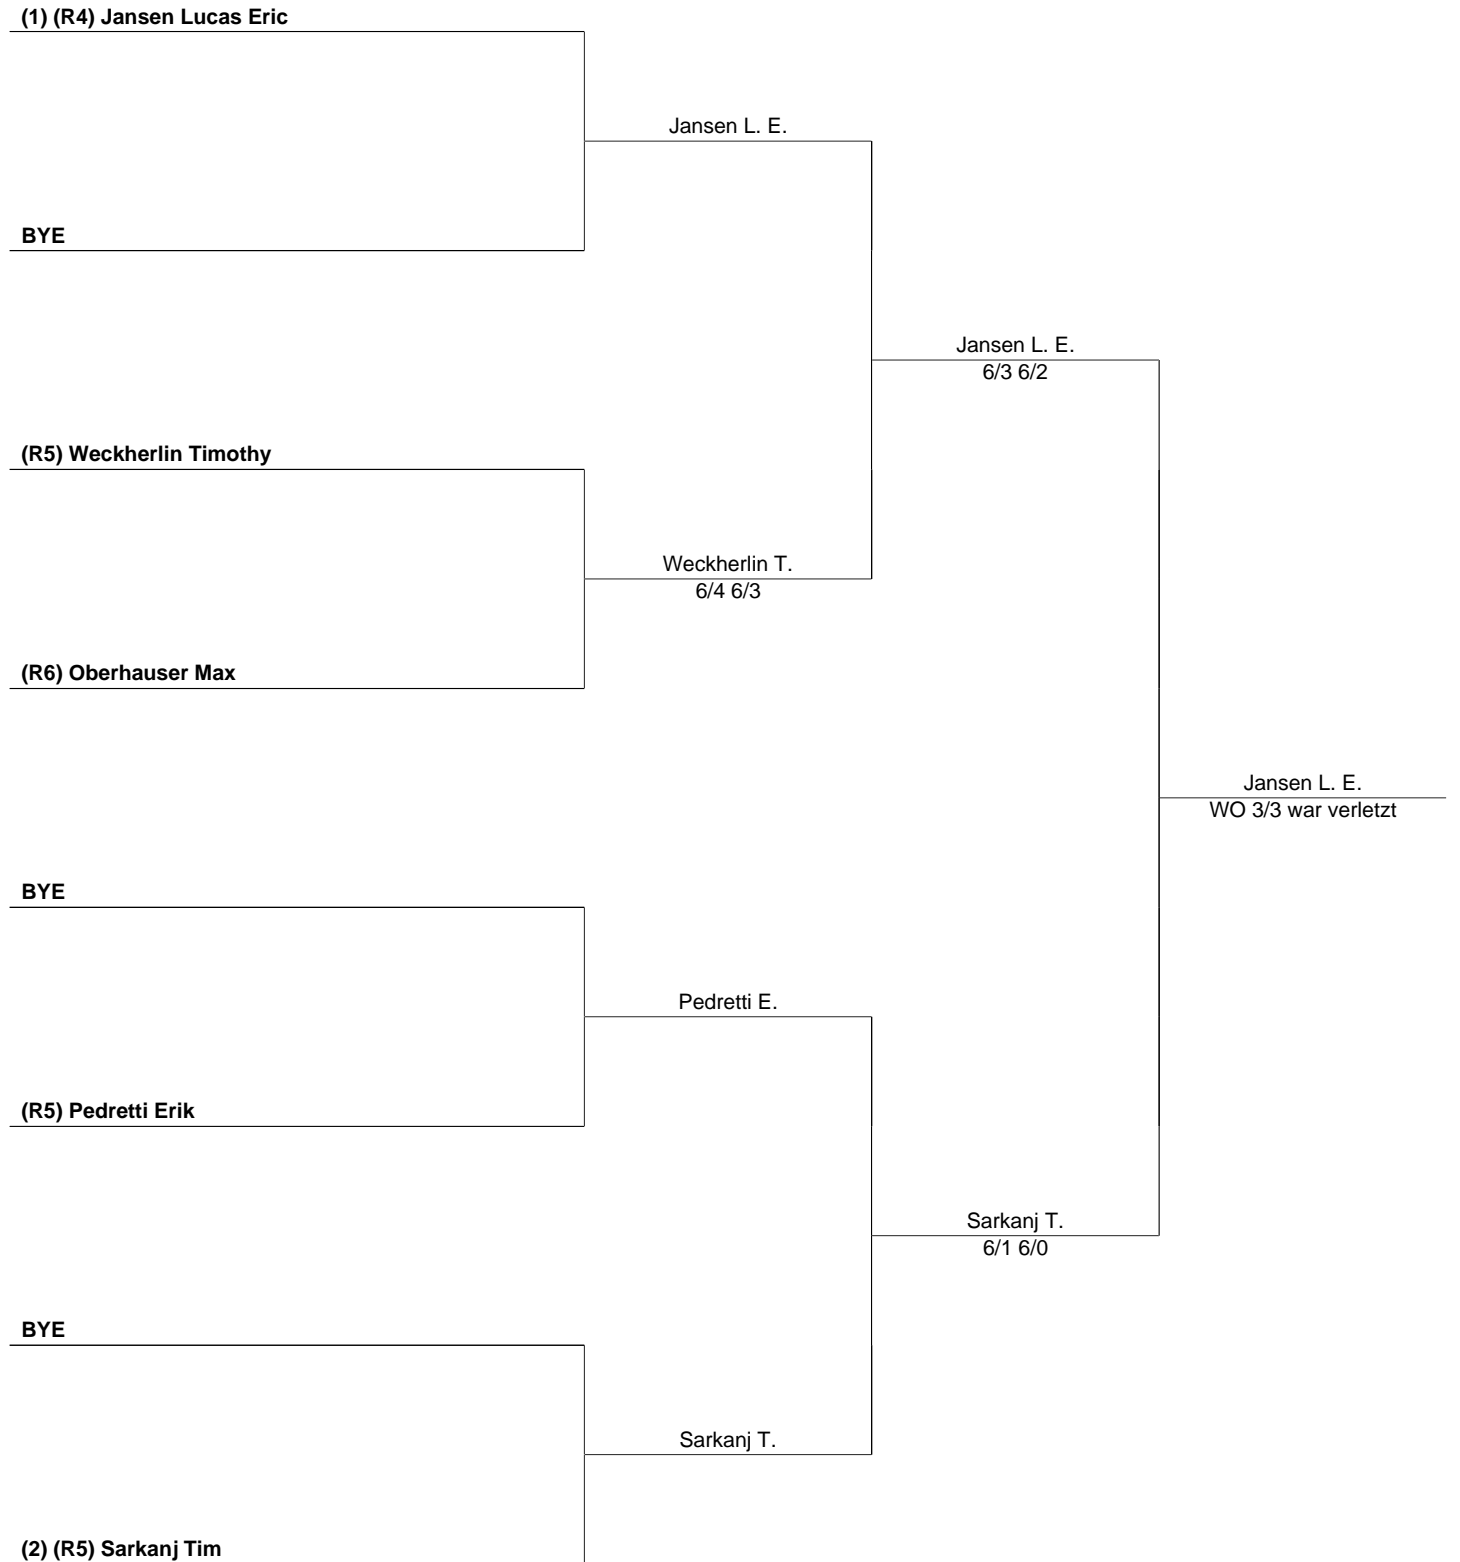 (1) (R4) Jansen Lucas Eric
Jansen L. E.
BYE
Jansen L. E.
6/3 6/2
(R5) Weckherlin Timothy
Weckherlin T.
6/4 6/3
(R6) Oberhauser Max
Jansen L. E.
WO 3/3 war verletzt
BYE
Pedretti E.
(R5) Pedretti Erik
Sarkanj T.
6/1 6/0
BYE
Sarkanj T.
(2) (R5) Sarkanj Tim